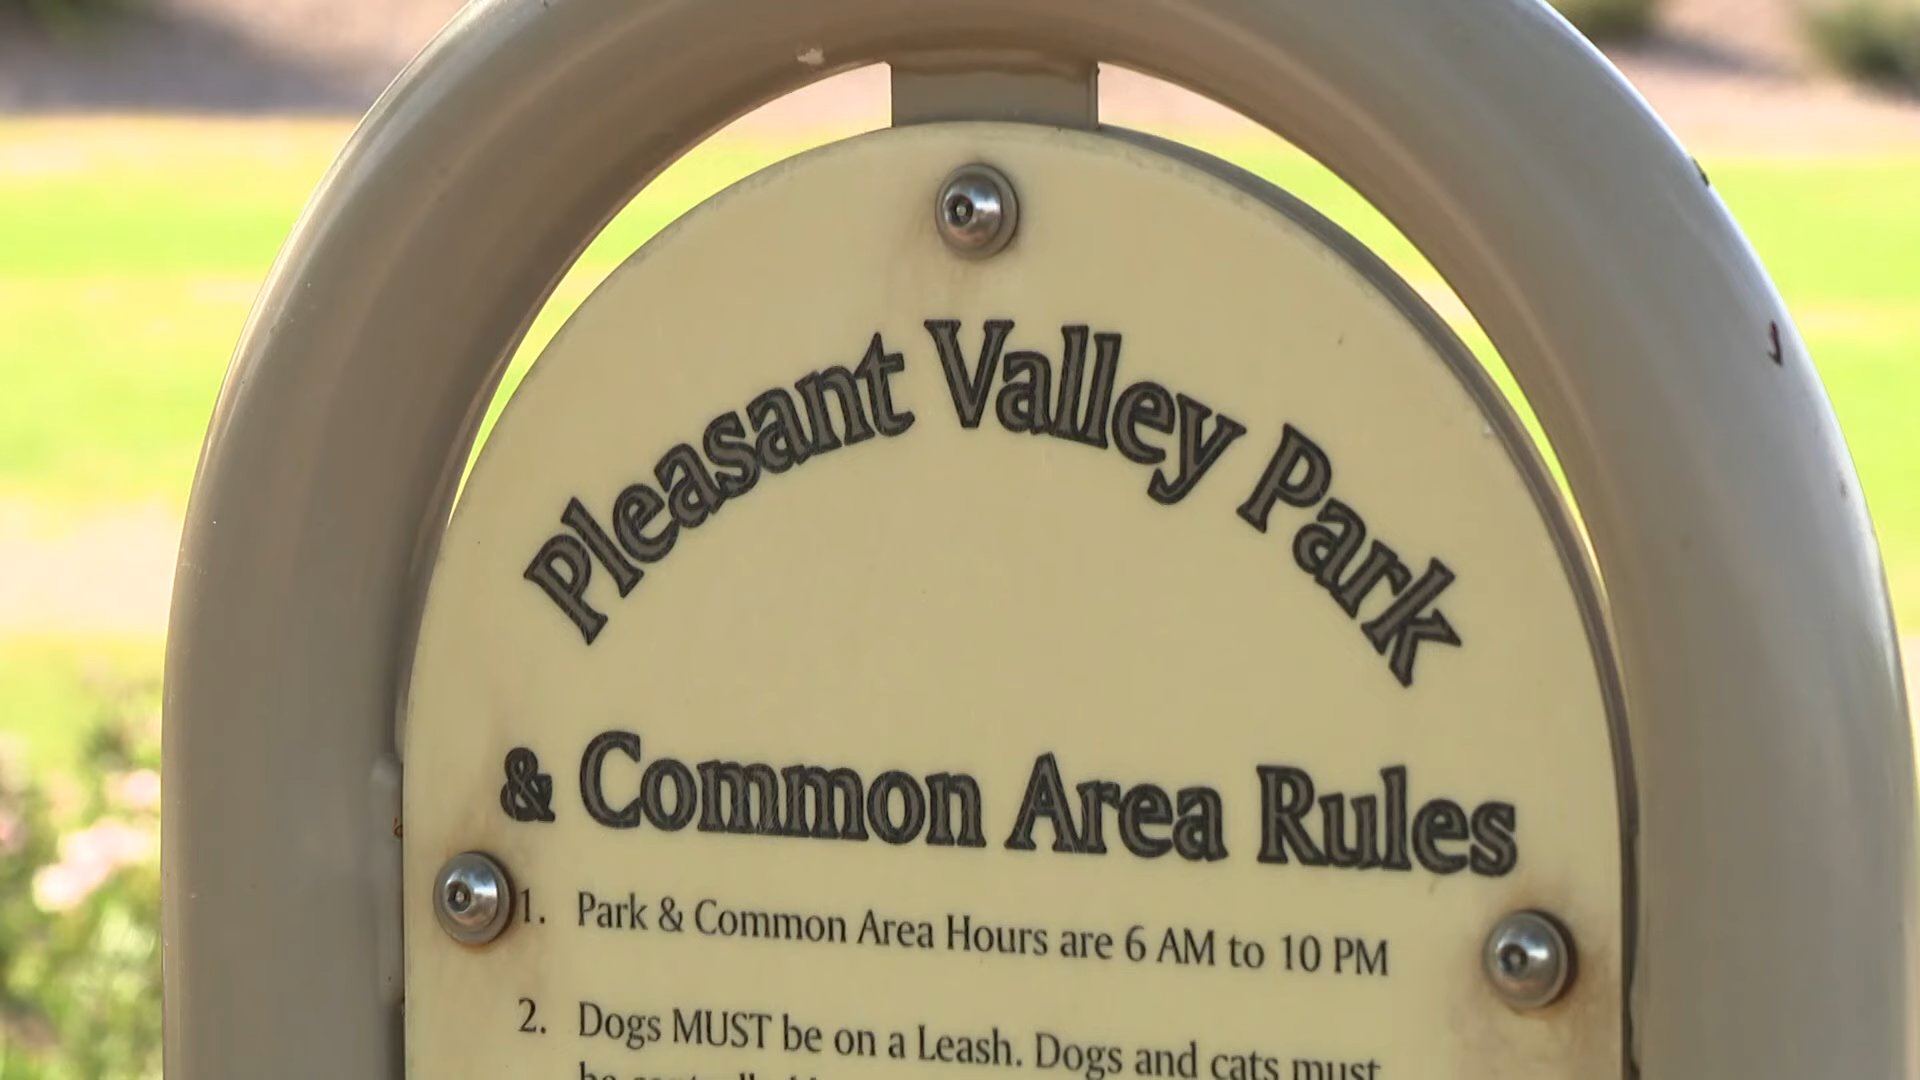 Pleasant Valley Park
& Common Area Rules
1. Park & Common Area Hours are 6 AM to 10 PM
2. Dogs MUST be on a Leash. Dogs and cats must
be